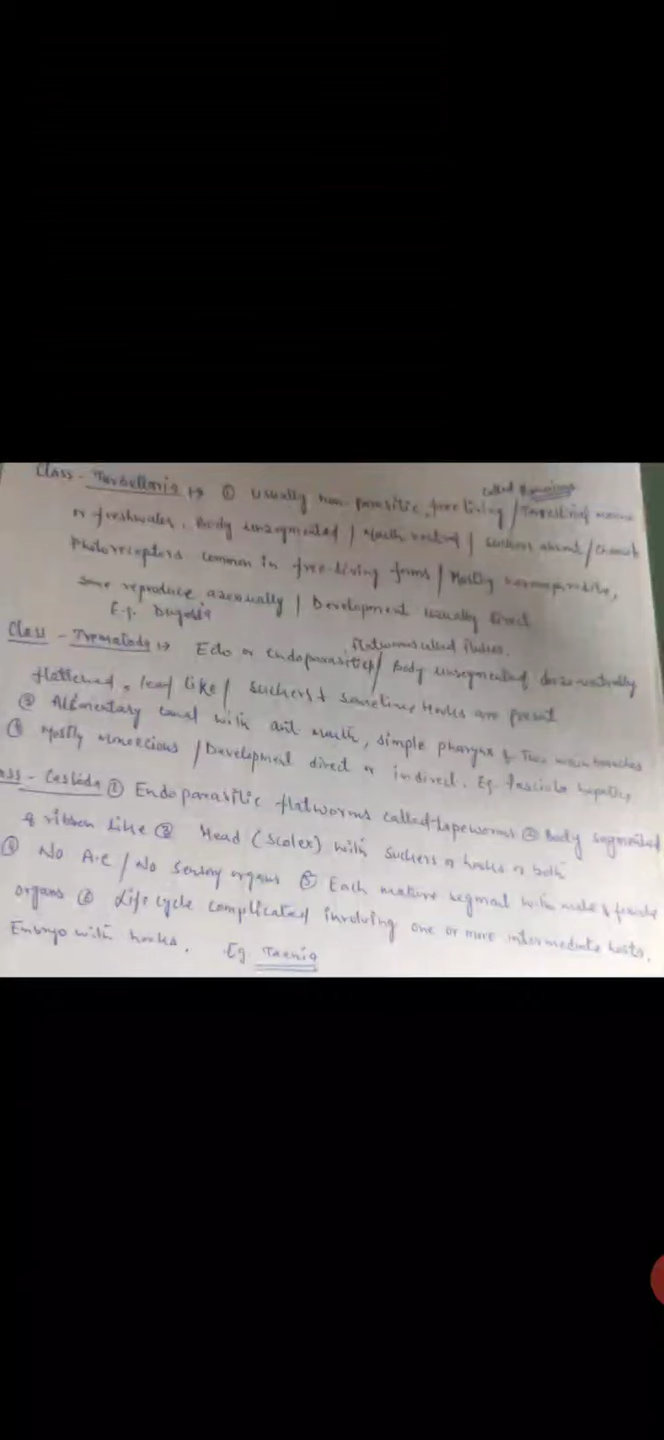 called Planarians
Class - Turbellaria → ① Usually non-parasitic, free living / Terrestrial marine
or freshwater. Body unsegmented / Mouth ventral / Suckers absent /
Photoreceptors common in free-living forms / Mostly hermaphrodite,
some reproduce asexually / Development usually direct
E.g. Dugesia
flatworms called flukes.
Class - Trematoda → Ecto or Endoparasitic / Body unsegmented dorso-ventrally
flattened, leaf like / suckers & sometime Hooks are present
② Alimentary canal with ant mouth, simple pharynx & Two main branches
③ Mostly monoecious / Development direct or indirect. Eg. fasciola hepatica,
ass - Cestoda ① Endoparasitic flatworms called tapeworms ② Body segmented
& ribbon like ③ Head (Scolex) with suckers or hooks or both
④ No A.C / No Sensory organs ⑤ Each mature segment with male & female
organs ⑥ Life cycle complicated involving one or more intermediate hosts.
Embryo with hooks. Eg Taenia